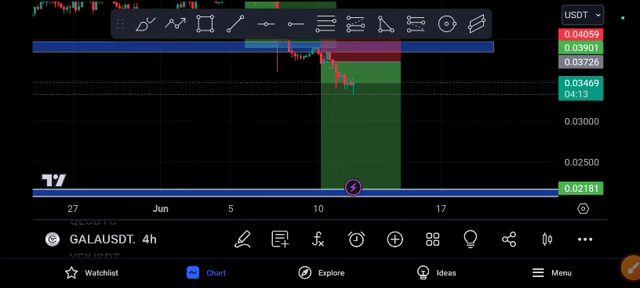 USDT
0.04059
0.03901
0.03726
0.03469
04:13
0.03000
0.02500
0.02181
27 Jun 5 10 17
GALAUSDT. 4h
Watchlist Chart Explore Ideas Menu